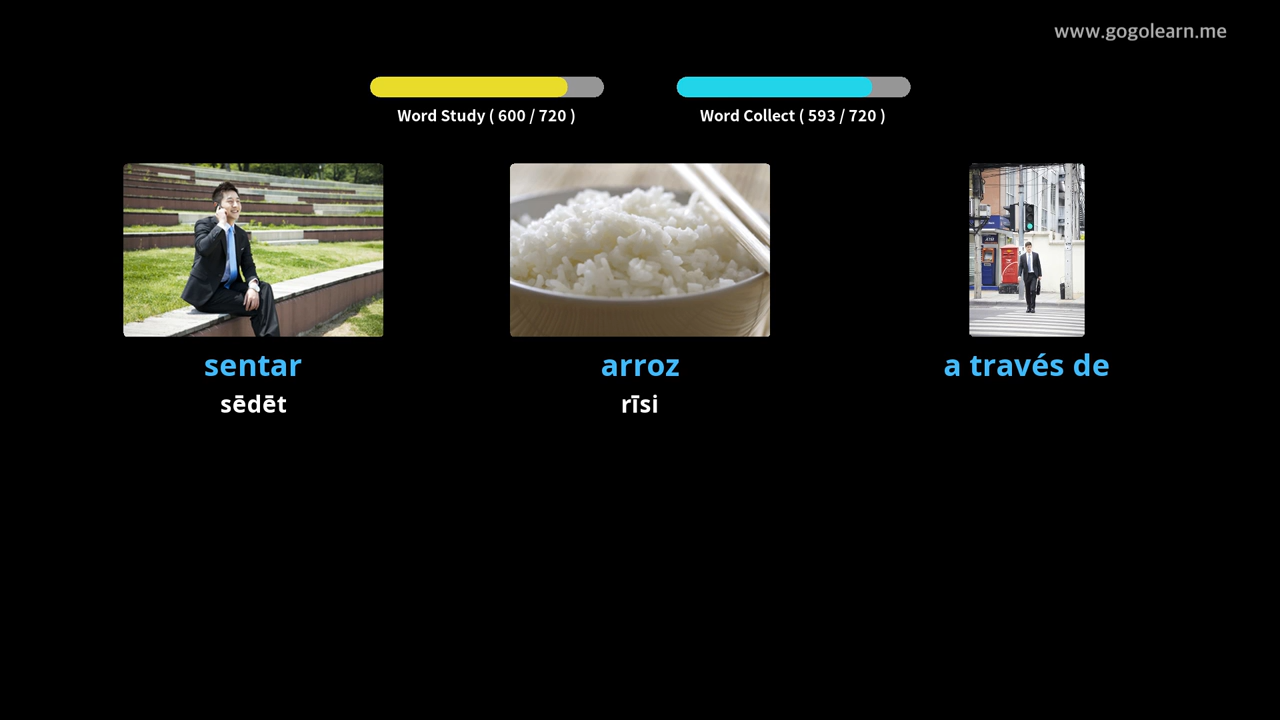 www.gogolearn.me
Word Study ( 600 / 720 )
Word Collect ( 593 / 720 )
sentar
arroz
a través de
sēdēt
rīsi